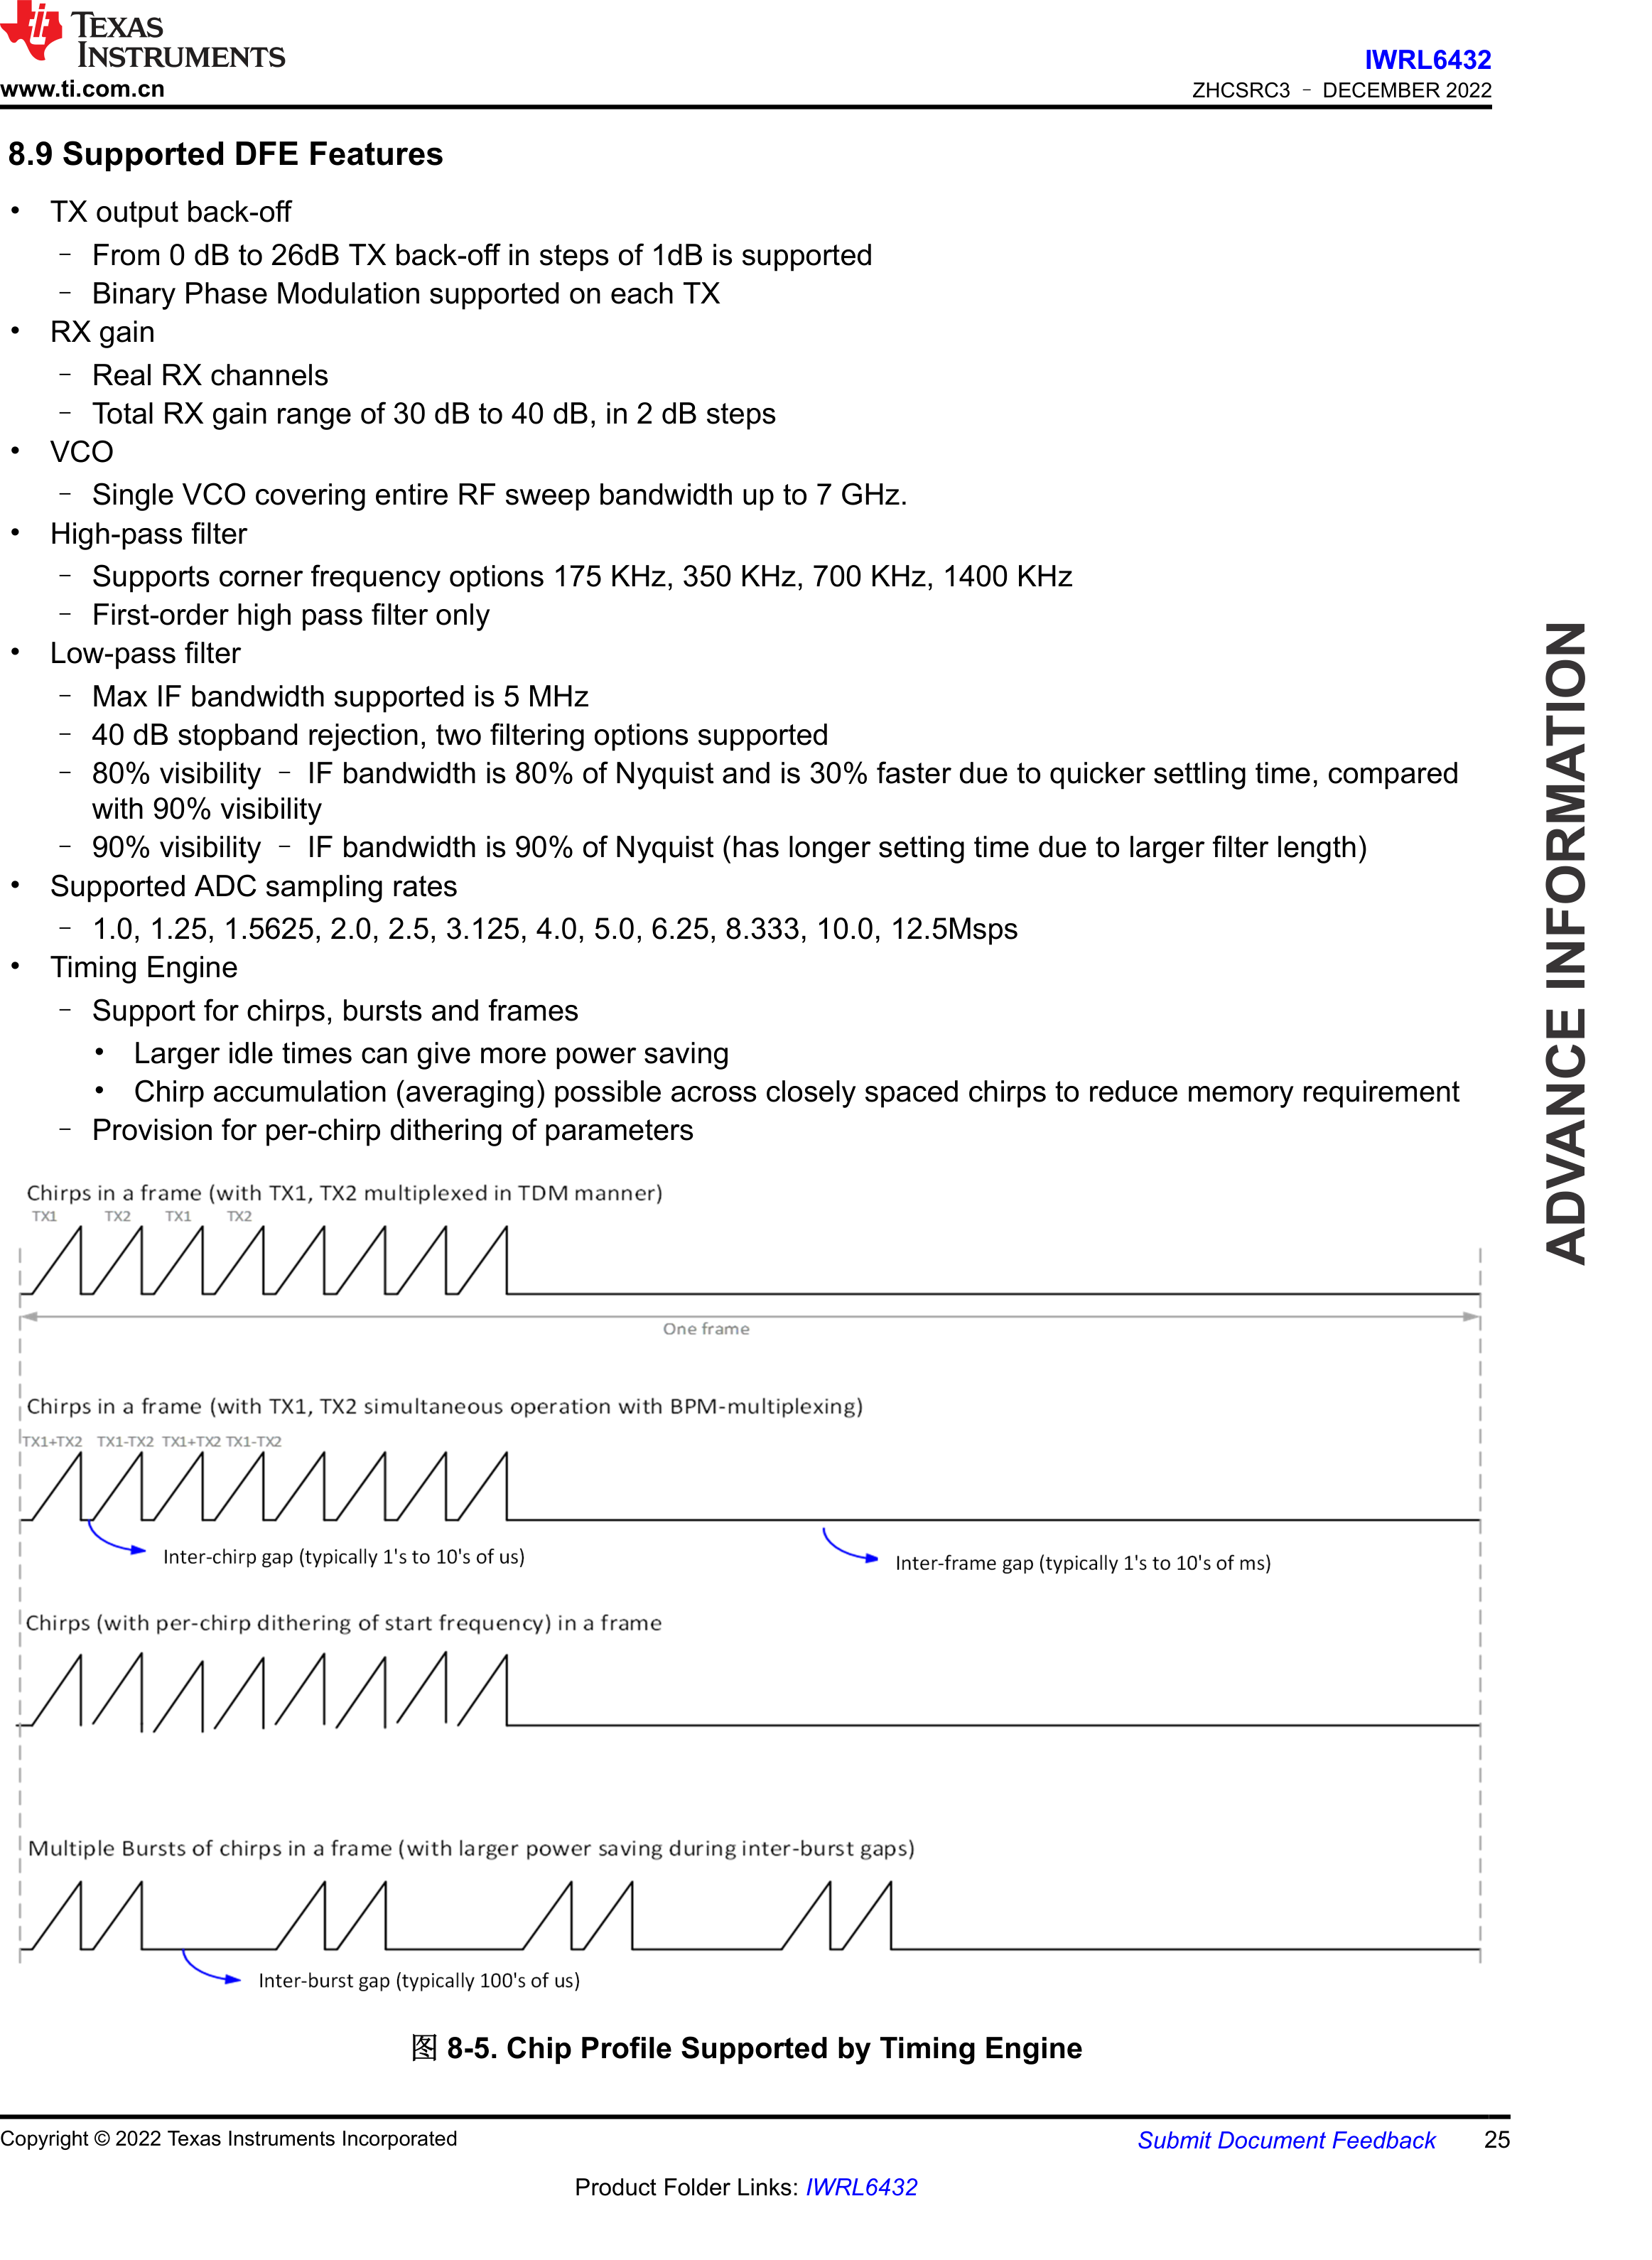 TEXAS
INSTRUMENTS
www.ti.com.cn
IWRL6432
ZHCSRC3 – DECEMBER 2022
8.9 Supported DFE Features
• TX output back-off
– From 0 dB to 26dB TX back-off in steps of 1dB is supported
– Binary Phase Modulation supported on each TX
• RX gain
– Real RX channels
– Total RX gain range of 30 dB to 40 dB, in 2 dB steps
• VCO
– Single VCO covering entire RF sweep bandwidth up to 7 GHz.
• High-pass filter
– Supports corner frequency options 175 KHz, 350 KHz, 700 KHz, 1400 KHz
– First-order high pass filter only
• Low-pass filter
– Max IF bandwidth supported is 5 MHz
– 40 dB stopband rejection, two filtering options supported
– 80% visibility – IF bandwidth is 80% of Nyquist and is 30% faster due to quicker settling time, compared
with 90% visibility
– 90% visibility – IF bandwidth is 90% of Nyquist (has longer setting time due to larger filter length)
• Supported ADC sampling rates
– 1.0, 1.25, 1.5625, 2.0, 2.5, 3.125, 4.0, 5.0, 6.25, 8.333, 10.0, 12.5Msps
• Timing Engine
– Support for chirps, bursts and frames
• Larger idle times can give more power saving
• Chirp accumulation (averaging) possible across closely spaced chirps to reduce memory requirement
– Provision for per-chirp dithering of parameters
ADVANCE INFORMATION
Chirps in a frame (with TX1, TX2 multiplexed in TDM manner)
TX1 TX2 TX1 TX2
One frame
Chirps in a frame (with TX1, TX2 simultaneous operation with BPM-multiplexing)
TX1+TX2 TX1-TX2 TX1+TX2 TX1-TX2
Inter-chirp gap (typically 1's to 10's of us)
Inter-frame gap (typically 1's to 10's of ms)
Chirps (with per-chirp dithering of start frequency) in a frame
Multiple Bursts of chirps in a frame (with larger power saving during inter-burst gaps)
Inter-burst gap (typically 100's of us)
图 8-5. Chip Profile Supported by Timing Engine
Copyright © 2022 Texas Instruments Incorporated
Submit Document Feedback 25
Product Folder Links: IWRL6432